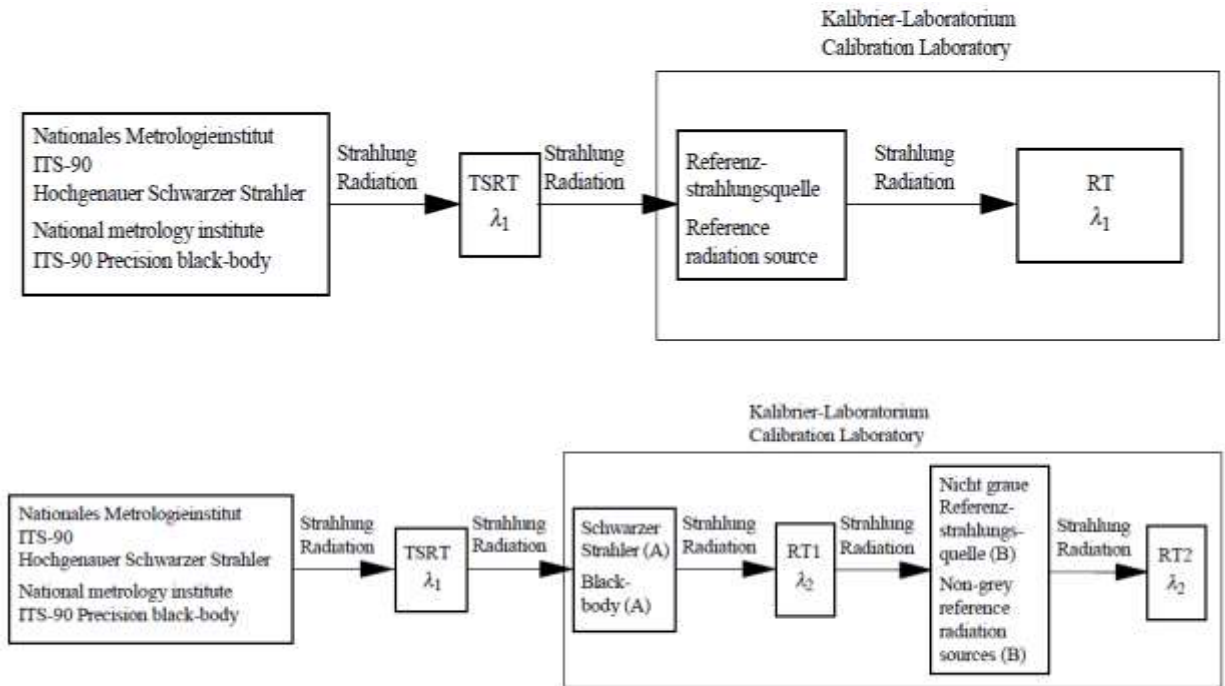 Kalibrier-Laboratorium
Calibration Laboratory
Nationales Metrologieinstitut
ITS-90
Hochgenauer Schwarzer Strahler
National metrology institute
ITS-90 Precision black-body
Strahlung
Radiation
TSRT
λ1
Strahlung
Radiation
Referenz-
strahlungsquelle
Reference
radiation source
Strahlung
Radiation
RT
λ1
Kalibrier-Laboratorium
Calibration Laboratory
Nationales Metrologieinstitut
ITS-90
Hochgenauer Schwarzer Strahler
National metrology institute
ITS-90 Precision black-body
Strahlung
Radiation
TSRT
λ1
Strahlung
Radiation
Schwarzer
Strahler (A)
Black-
body (A)
Strahlung
Radiation
RT1
λ2
Strahlung
Radiation
Nicht graue
Referenz-
strahlungs-
quelle (B)
Non-grey
reference
radiation
sources (B)
Strahlung
Radiation
RT2
λ2